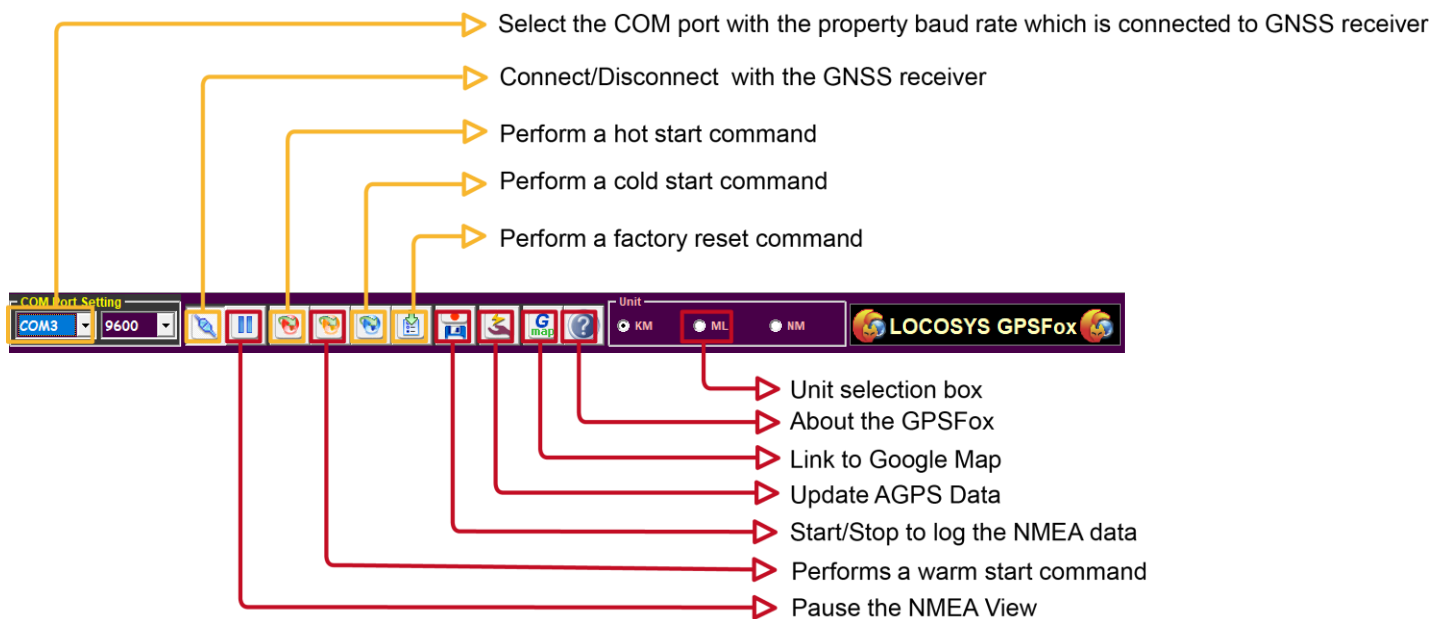 Select the COM port with the property baud rate which is connected to GNSS receiver
Connect/Disconnect with the GNSS receiver
Perform a hot start command
Perform a cold start command
Perform a factory reset command
COM Port Setting
COM3
9600
G
map
?
Unit
KM
ML
NM
LOCOSYS GPSFox
Unit selection box
About the GPSFox
Link to Google Map
Update AGPS Data
Start/Stop to log the NMEA data
Performs a warm start command
Pause the NMEA View